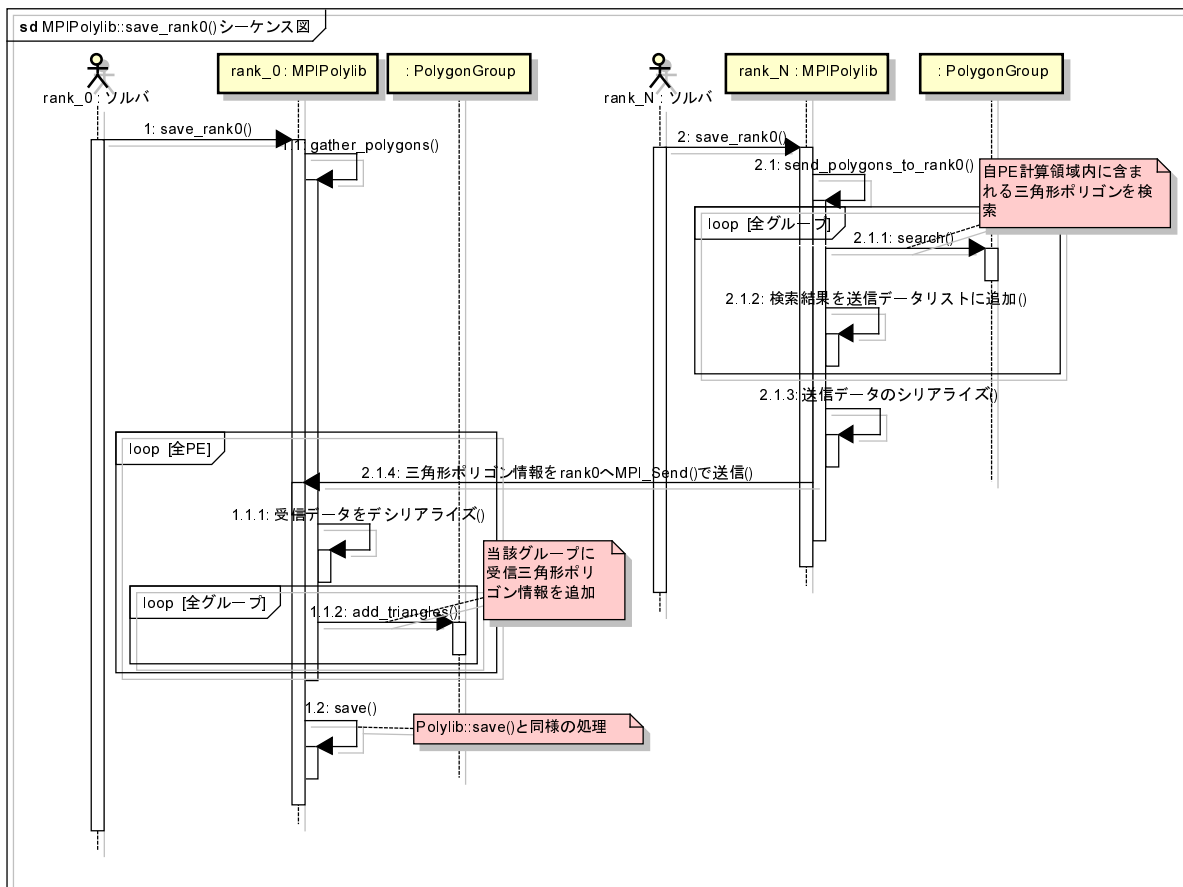 sd MPIPolylib::save_rank0()シーケンス図
rank_0 : ソルバ
rank_0 : MPIPolylib
: PolygonGroup
rank_N : ソルバ
rank_N : MPIPolylib
: PolygonGroup
1: save_rank0()
1.1: gather_polygons()
2: save_rank0()
2.1: send_polygons_to_rank0()
自PE計算領域内に含ま
れる三角形ポリゴンを検
索
loop [全グループ]
2.1.1: search()
2.1.2: 検索結果を送信データリストに追加()
2.1.3: 送信データのシリアライズ()
loop [全PE]
2.1.4: 三角形ポリゴン情報をrank0へMPI_Send()で送信()
1.1.1: 受信データをデシリアライズ()
当該グループに
受信三角形ポリ
ゴン情報を追加
loop [全グループ]
1.1.2: add_triangles()
1.2: save()
Polylib::save()と同様の処理